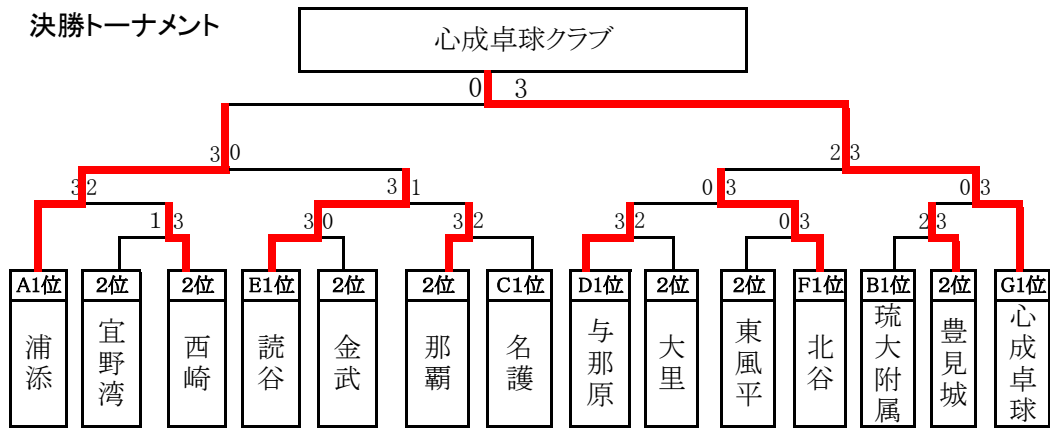 決勝トーナメント
心成卓球クラブ
0 3
3 0 2 3
3 2 3 1 0 3 0 3
1 3 3 0 3 2 3 2 0 3 2 3
A1位 2位 2位 E1位 2位 2位 C1位 D1位 2位 2位 F1位 B1位 2位 G1位
浦添 宜野湾 西崎 読谷 金武 那覇 名護 与那原 大里 東風平 北谷 琉大附属 豊見城 心成卓球